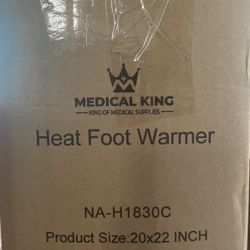 MEDICAL KING
KING OF MEDICAL SUPPLIES
Heat Foot Warmer
NA-H1830C
Product Size:20x22 INCH